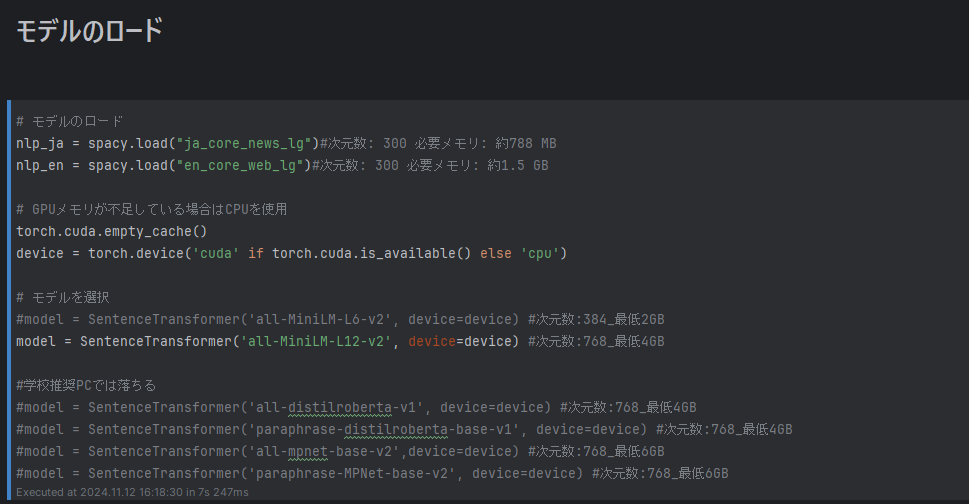 モデルのロード
# モデルのロード
nlp_ja = spacy.load("ja_core_news_lg")#次元数: 300 必要メモリ: 約788 MB
nlp_en = spacy.load("en_core_web_lg")#次元数: 300 必要メモリ: 約1.5 GB
# GPUメモリが不足している場合はCPUを使用
torch.cuda.empty_cache()
device = torch.device('cuda' if torch.cuda.is_available() else 'cpu')
# モデルを選択
#model = SentenceTransformer('all-MiniLM-L6-v2', device=device) #次元数:384_最低2GB
model = SentenceTransformer('all-MiniLM-L12-v2', device=device) #次元数:768_最低4GB
#学校推奨PCでは落ちる
#model = SentenceTransformer('all-distilroberta-v1', device=device) #次元数:768_最低4GB
#model = SentenceTransformer('paraphrase-distilroberta-base-v1', device=device) #次元数:768_最低4GB
#model = SentenceTransformer('all-mpnet-base-v2',device=device) #次元数:768_最低6GB
#model = SentenceTransformer('paraphrase-MPNet-base-v2', device=device) #次元数:768_最低6GB
Executed at 2024.11.12 16:18:30 in 7s 247ms